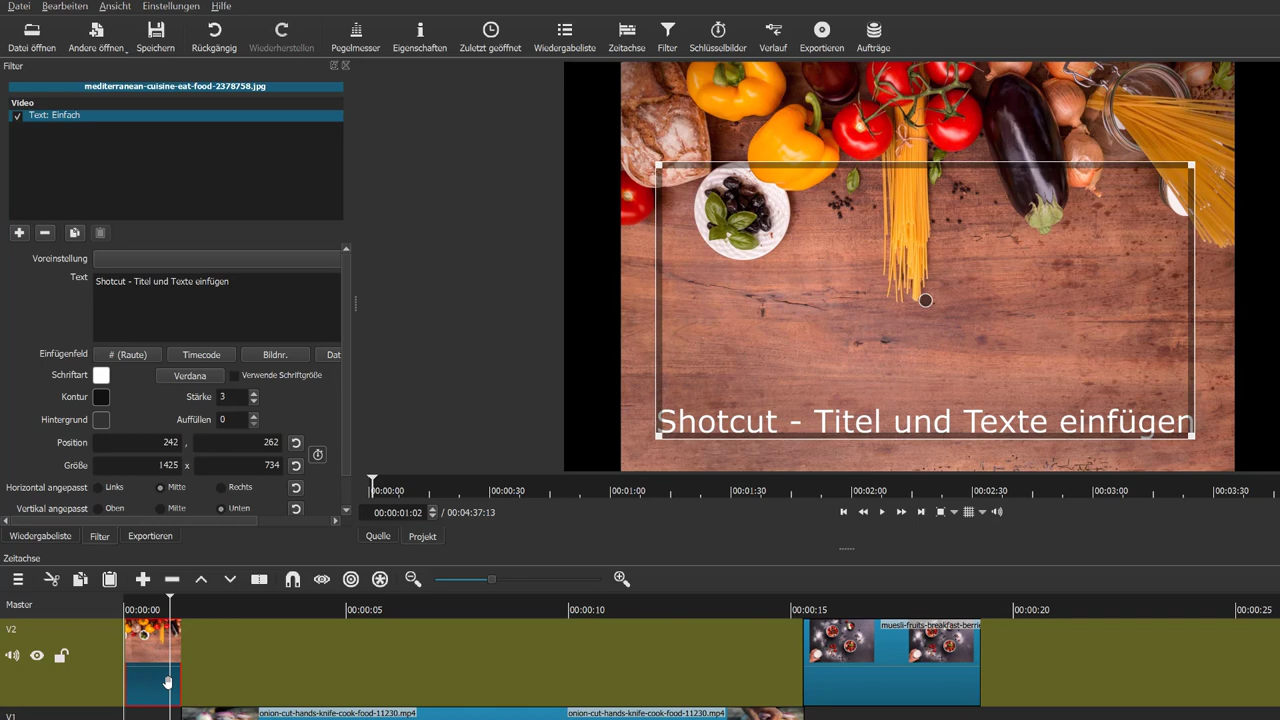 Datei Bearbeiten Ansicht Einstellungen Hilfe
Datei öffnen Andere öffnen Speichern Rückgängig Wiederherstellen Pegelmesser Eigenschaften Zuletzt geöffnet Wiedergabeliste Zeitachse Filter Schlüsselbilder Verlauf Exportieren Aufträge
Filter
mediterranean-cuisine-eat-food-2378758.jpg
Video
Text: Einfach
Voreinstellung
Text
Shotcut - Titel und Texte einfügen
Einfügenfeld # (Raute) Timecode Bildnr. Dat
Schriftart Verdana Verwende Schriftgröße
Kontur Stärke 3
Hintergrund Auffüllen 0
Position 242 , 262
Größe 1425 x 734
Horizontal angepasst Links Mitte Rechts
Vertikal angepasst Oben Mitte Unten
Wiedergabeliste Filter Exportieren
Shotcut - Titel und Texte einfügen
00:00:00 00:00:30 00:01:00 00:01:30 00:02:00 00:02:30 00:03:00 00:03:30
00:00:01:02 / 00:04:37:13
Quelle Projekt
Zeitachse
Master 00:00:00 00:00:05 00:00:10 00:00:15 00:00:20 00:00:25
V2
muesli-fruits-breakfast-berrie
V1
onion-cut-hands-knife-cook-food-11230.mp4 onion-cut-hands-knife-cook-food-11230.mp4